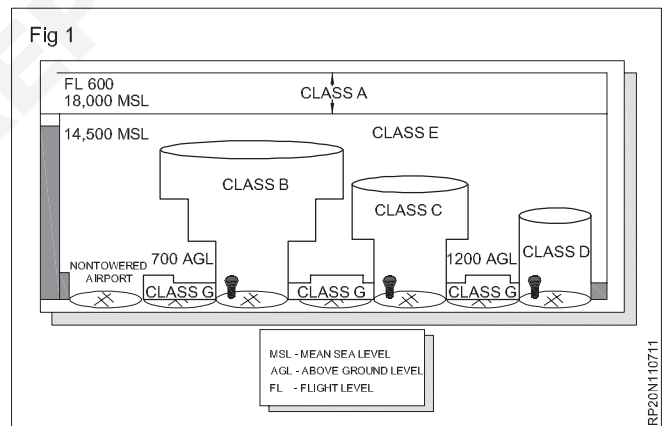 Fig 1
FL 600
18,000 MSL
CLASS A
14,500 MSL
CLASS E
CLASS B
CLASS C
700 AGL
1200 AGL
CLASS D
NONTOWERED
AIRPORT
CLASS G
CLASS G
CLASS G
MSL - MEAN SEA LEVEL
AGL - ABOVE GROUND LEVEL
FL - FLIGHT LEVEL
RP20N110711